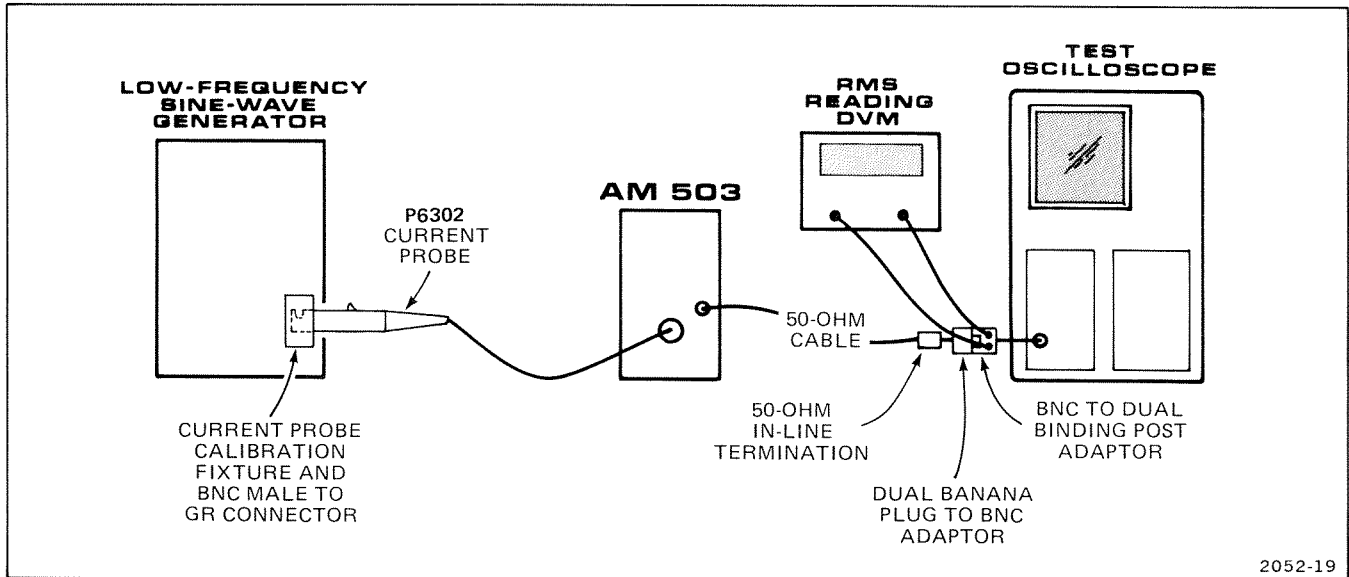 LOW-FREQUENCY
SINE-WAVE
GENERATOR
P6302
CURRENT
PROBE
AM 503
RMS
READING
DVM
TEST
OSCILLOSCOPE
50-OHM
CABLE
CURRENT PROBE
CALIBRATION
FIXTURE AND
BNC MALE TO
GR CONNECTOR
50-OHM
IN-LINE
TERMINATION
DUAL BANANA
PLUG TO BNC
ADAPTOR
BNC TO DUAL
BINDING POST
ADAPTOR
2052-19